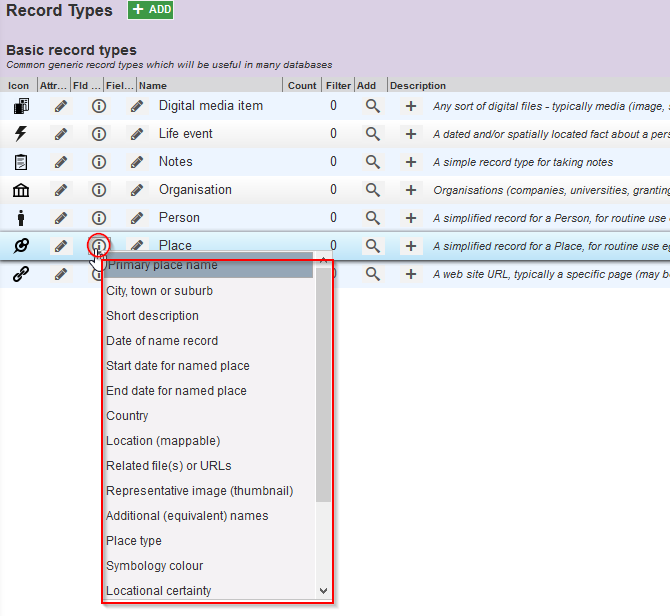 Record Types + ADD
Basic record types
Common generic record types which will be useful in many databases
Icon Attr... Fld ... Fiel... Name Count Filter Add Description
Digital media item 0 Any sort of digital files - typically media (image, s
Life event 0 A dated and/or spatially located fact about a pers
Notes 0 A simple record type for taking notes
Organisation 0 Organisations (companies, universities, granting
Person 0 A simplified record for a Person, for routine use
Place 0 A simplified record for a Place, for routine use eg
A web site URL, typically a specific page (may be
Primary place name
City, town or suburb
Short description
Date of name record
Start date for named place
End date for named place
Country
Location (mappable)
Related file(s) or URLs
Representative image (thumbnail)
Additional (equivalent) names
Place type
Symbology colour
Locational certainty